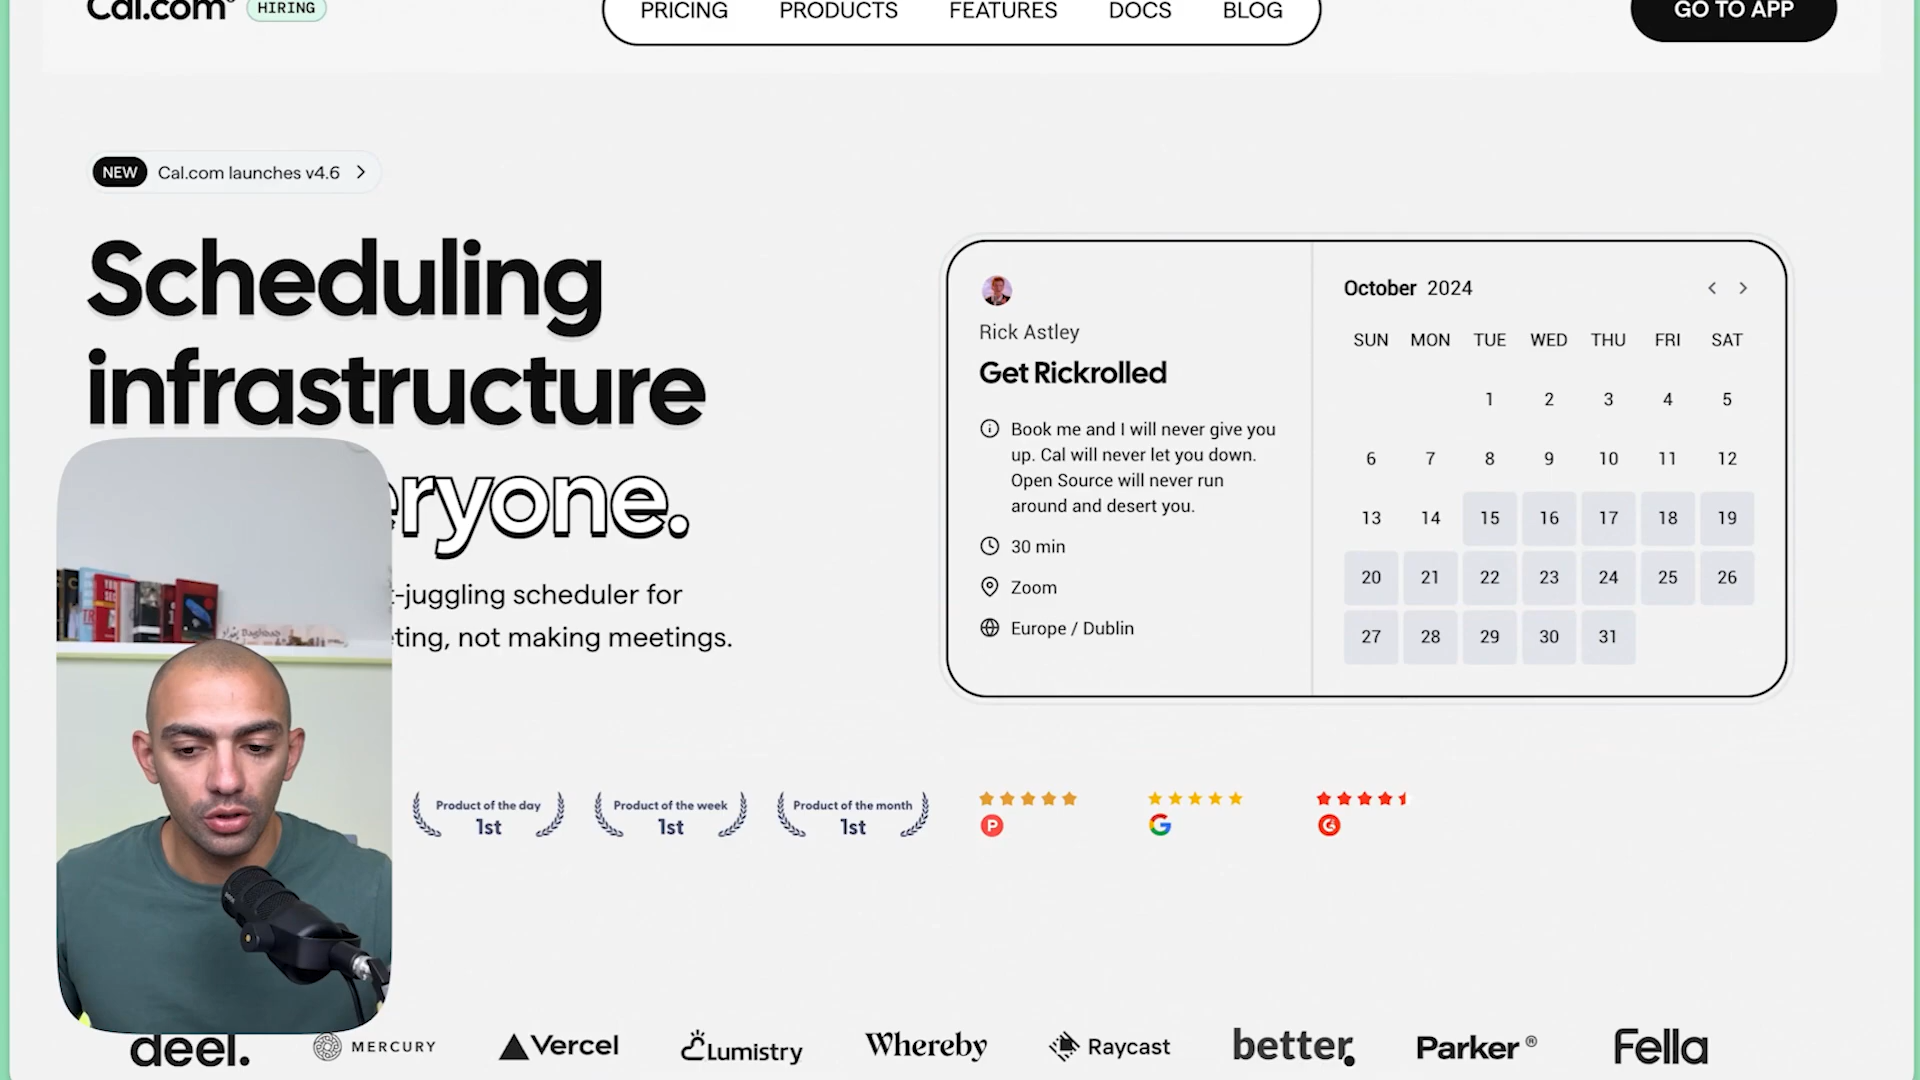 Cal.com®
HIRING
PRICING
PRODUCTS
FEATURES
DOCS
BLOG
GO TO APP
NEW Cal.com launches v4.6
Scheduling
infrastructure
eryone.
-juggling scheduler for
ting, not making meetings.
Rick Astley
Get Rickrolled
Book me and I will never give you
up. Cal will never let you down.
Open Source will never run
around and desert you.
30 min
Zoom
Europe / Dublin
October 2024
SUN MON TUE WED THU FRI SAT
1 2 3 4 5
6 7 8 9 10 11 12
13 14 15 16 17 18 19
20 21 22 23 24 25 26
27 28 29 30 31
Product of the day
1st
Product of the week
1st
Product of the month
1st
Baghdad
deel.
MERCURY
Vercel
Lumistry
Whereby
Raycast
better.
Parker®
Fella